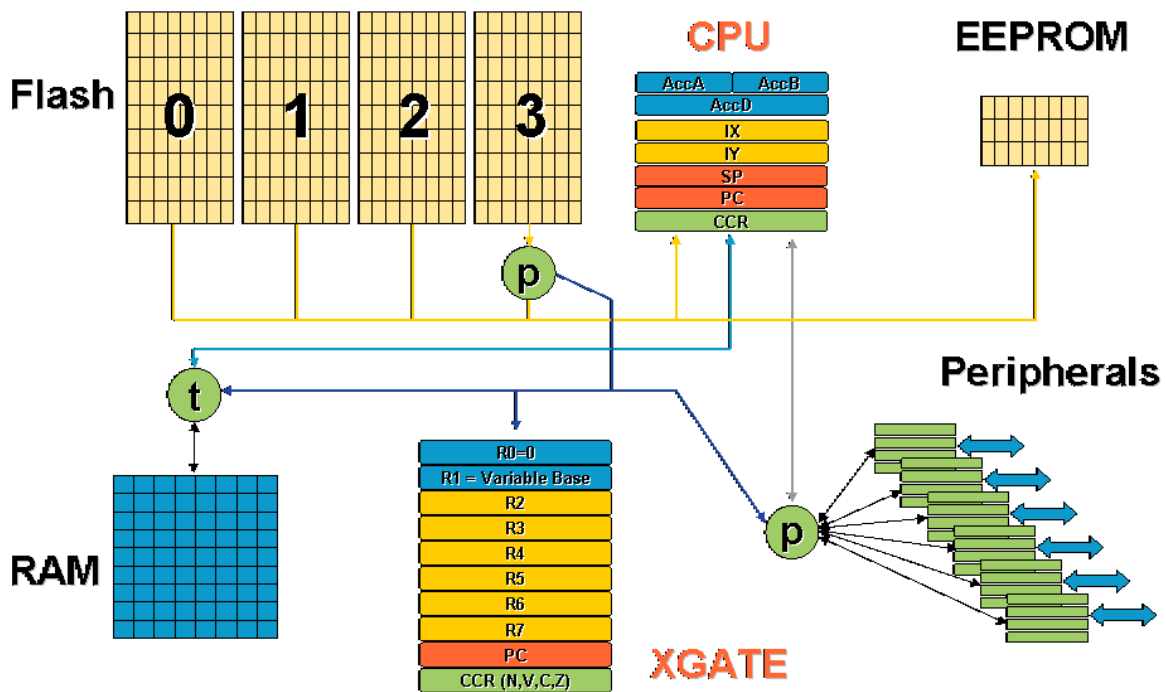 CPU
EEPROM
Flash
0
1
2
3
AccA
AccB
AccD
IX
IY
SP
PC
CCR
p
t
Peripherals
RAM
R0=0
R1 = Variable Base
R2
R3
R4
R5
R6
R7
PC
CCR (N,V,C,Z)
XGATE
p